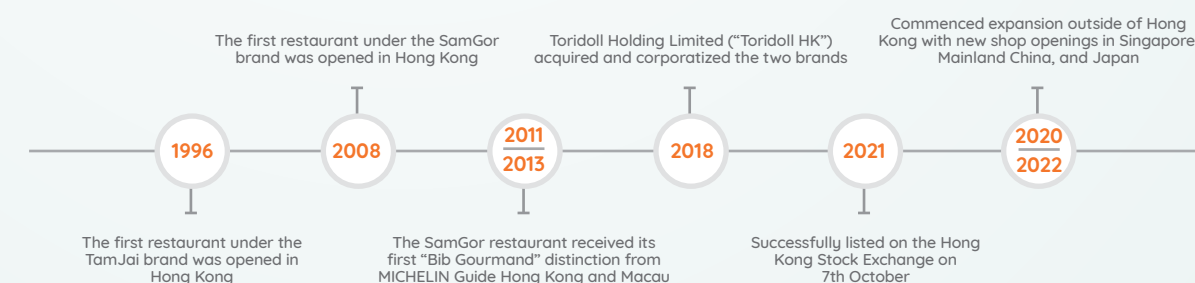 Commenced expansion outside of Hong
Kong with new shop openings in Singapore
Mainland China, and Japan
The first restaurant under the SamGor
brand was opened in Hong Kong
Toridoll Holding Limited (“Toridoll HK”)
acquired and corporatized the two brands
1996
2008
2011
2013
2018
2021
2020
2022
The first restaurant under the
TamJai brand was opened in
Hong Kong
The SamGor restaurant received its
first “Bib Gourmand” distinction from
MICHELIN Guide Hong Kong and Macau
Successfully listed on the Hong
Kong Stock Exchange on
7th October